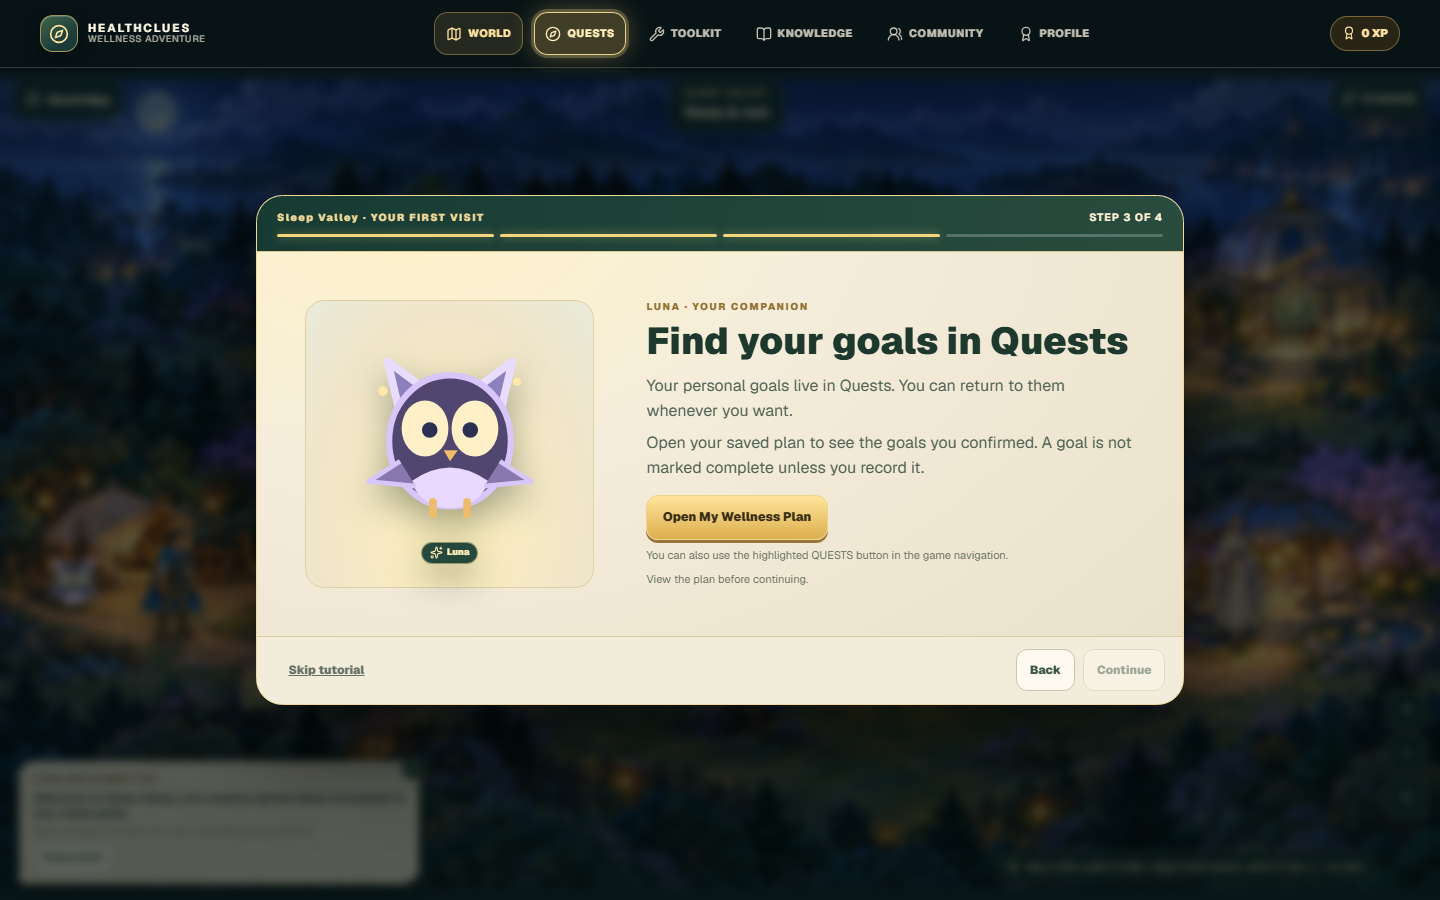 HEALTHCLUES
WELLNESS ADVENTURE
WORLD
QUESTS
TOOLKIT
KNOWLEDGE
COMMUNITY
PROFILE
0 XP
Sleep Valley · YOUR FIRST VISIT
STEP 3 OF 4
LUNA · YOUR COMPANION
Find your goals in Quests
Your personal goals live in Quests. You can return to them
whenever you want.
Open your saved plan to see the goals you confirmed. A goal is not
marked complete unless you record it.
Open My Wellness Plan
You can also use the highlighted QUESTS button in the game navigation.
View the plan before continuing.
Luna
Skip tutorial
Back
Continue